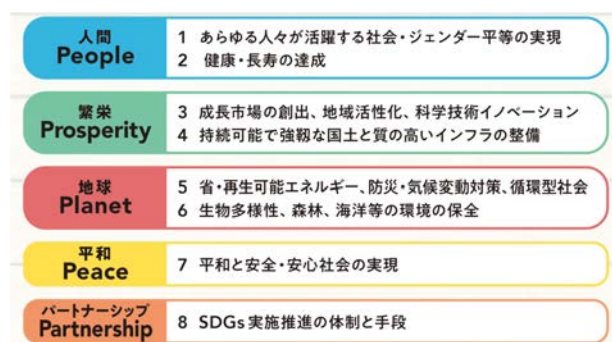 人間
People
1 あらゆる人々が活躍する社会・ジェンダー平等の実現
2 健康・長寿の達成
繁栄
Prosperity
3 成長市場の創出、地域活性化、科学技術イノベーション
4 持続可能で強靱な国土と質の高いインフラの整備
地球
Planet
5 省・再生可能エネルギー、防災・気候変動対策、循環型社会
6 生物多様性、森林、海洋等の環境の保全
平和
Peace
7 平和と安全・安心社会の実現
パートナーシップ
Partnership
8 SDGs実施推進の体制と手段